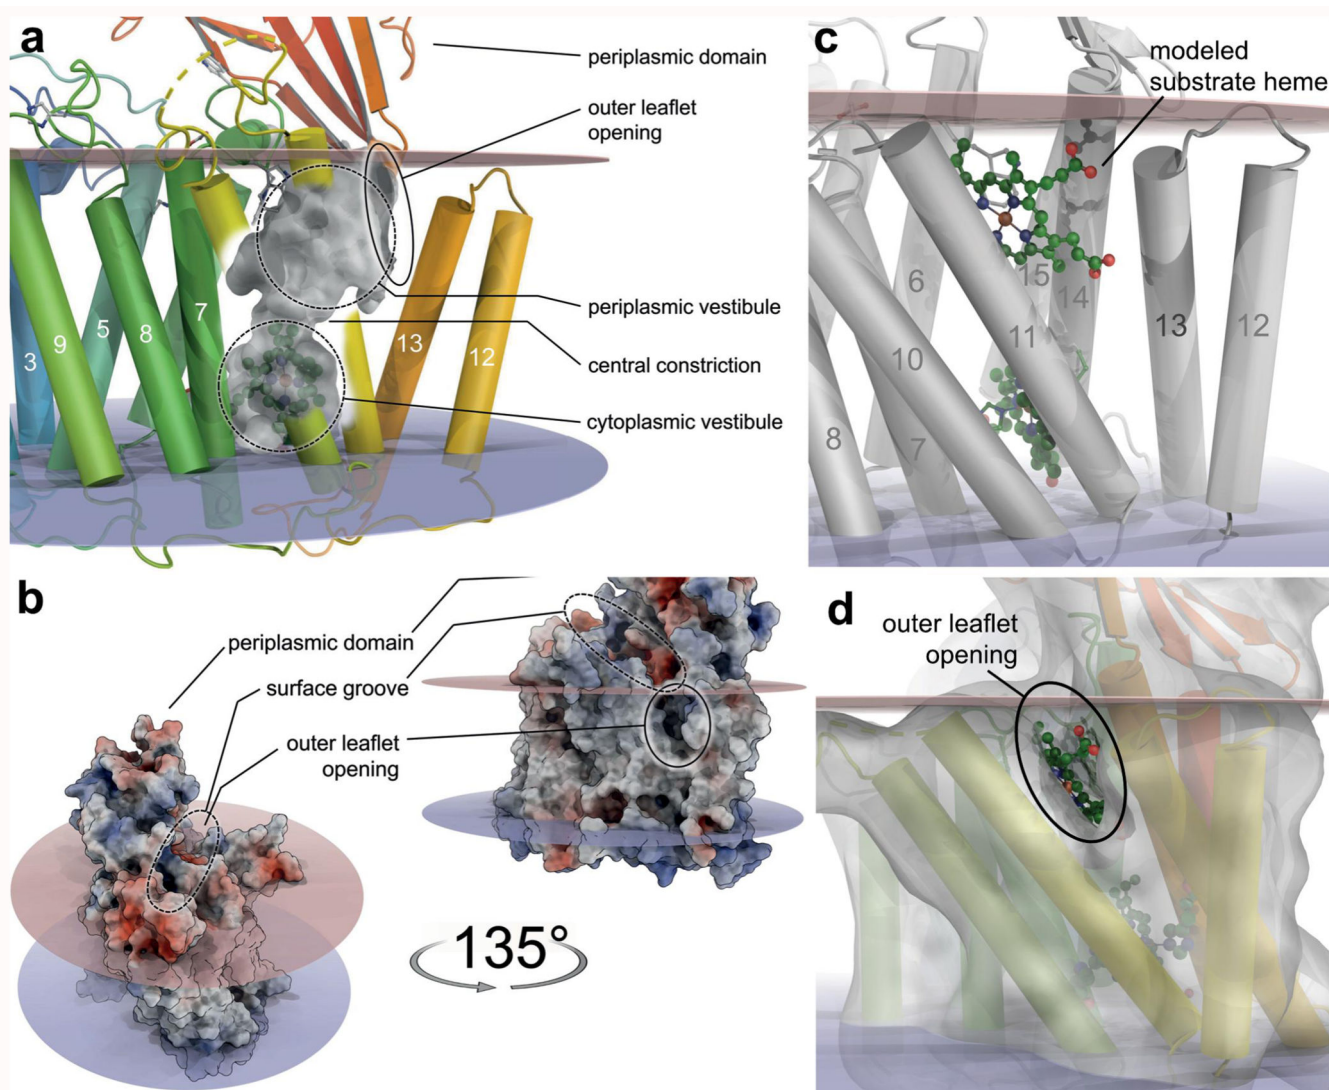 a
periplasmic domain
outer leaflet
opening
periplasmic vestibule
central constriction
cytoplasmic vestibule
3
9
5
8
7
13
12
b
periplasmic domain
surface groove
outer leaflet
opening
135°
c
modeled
substrate heme
6
15
14
11
13
12
10
8
7
d
outer leaflet
opening